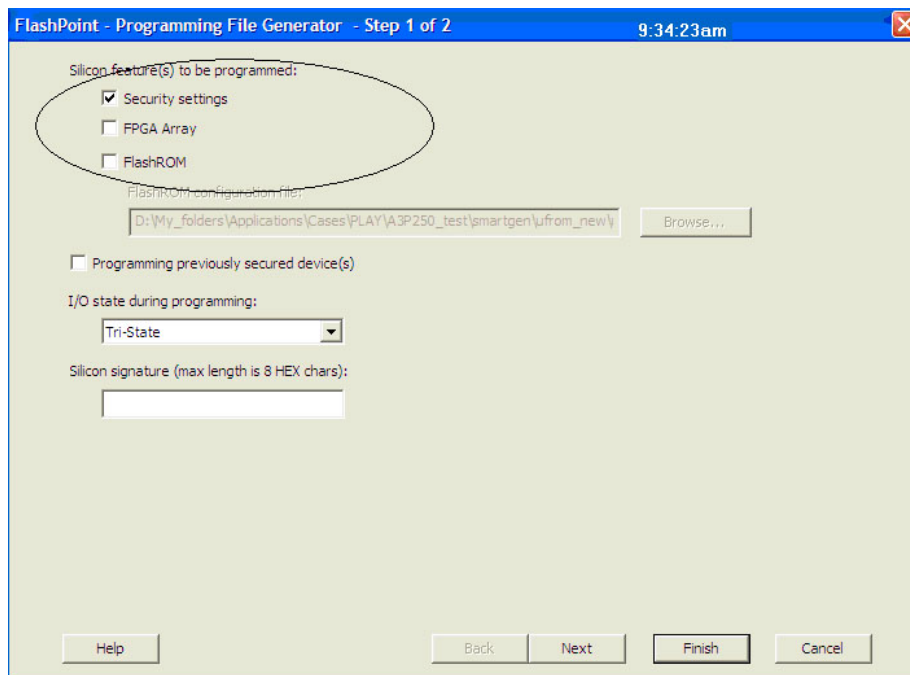 FlashPoint - Programming File Generator - Step 1 of 2 9:34:23am
Silicon feature(s) to be programmed:
Security settings
FPGA Array
FlashROM
FlashROM configuration file:
D:\My_folders\Applications\Cases\PLAY\A3P250_test\smartgen\ufrom_new\ Browse...
Programming previously secured device(s)
I/O state during programming:
Tri-State
Silicon signature (max length is 8 HEX chars):
Help Back Next Finish Cancel